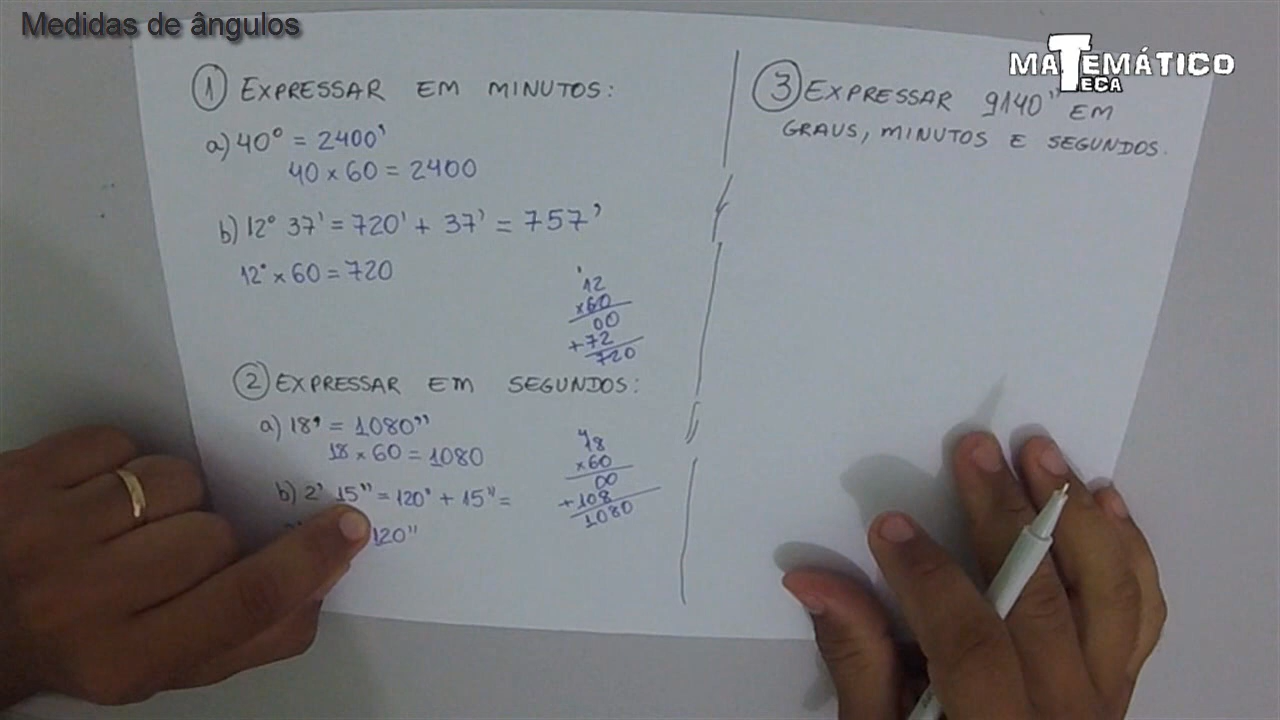 Medidas de ângulos
MATEMÁTICO
TECA
1 EXPRESSAR EM MINUTOS:
a) 40° = 2400'
40 x 60 = 2400
b) 12° 37' = 720' + 37' = 757'
12° x 60 = 720
12
x60
00
+72
720
2 EXPRESSAR EM SEGUNDOS:
a) 18' = 1080"
18 x 60 = 1080
4
18
x60
00
+108
1080
b) 2' 15" = 120' + 15" =
120"
3 EXPRESSAR 9140" EM
GRAUS, MINUTOS E SEGUNDOS.